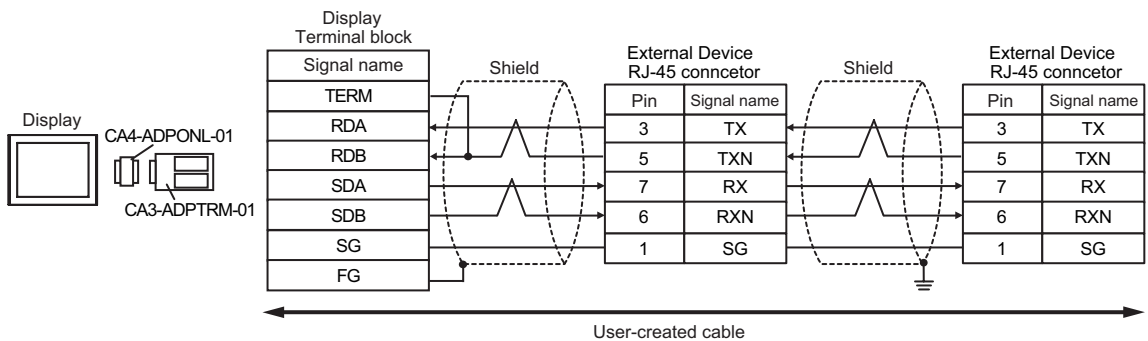 Display
CA4-ADPONL-01
CA3-ADPTRM-01
Display
Terminal block
Signal name
TERM
RDA
RDB
SDA
SDB
SG
FG
Shield
External Device
RJ-45 conncetor
Pin Signal name
3 TX
5 TXN
7 RX
6 RXN
1 SG
Shield
External Device
RJ-45 conncetor
Pin Signal name
3 TX
5 TXN
7 RX
6 RXN
1 SG
User-created cable